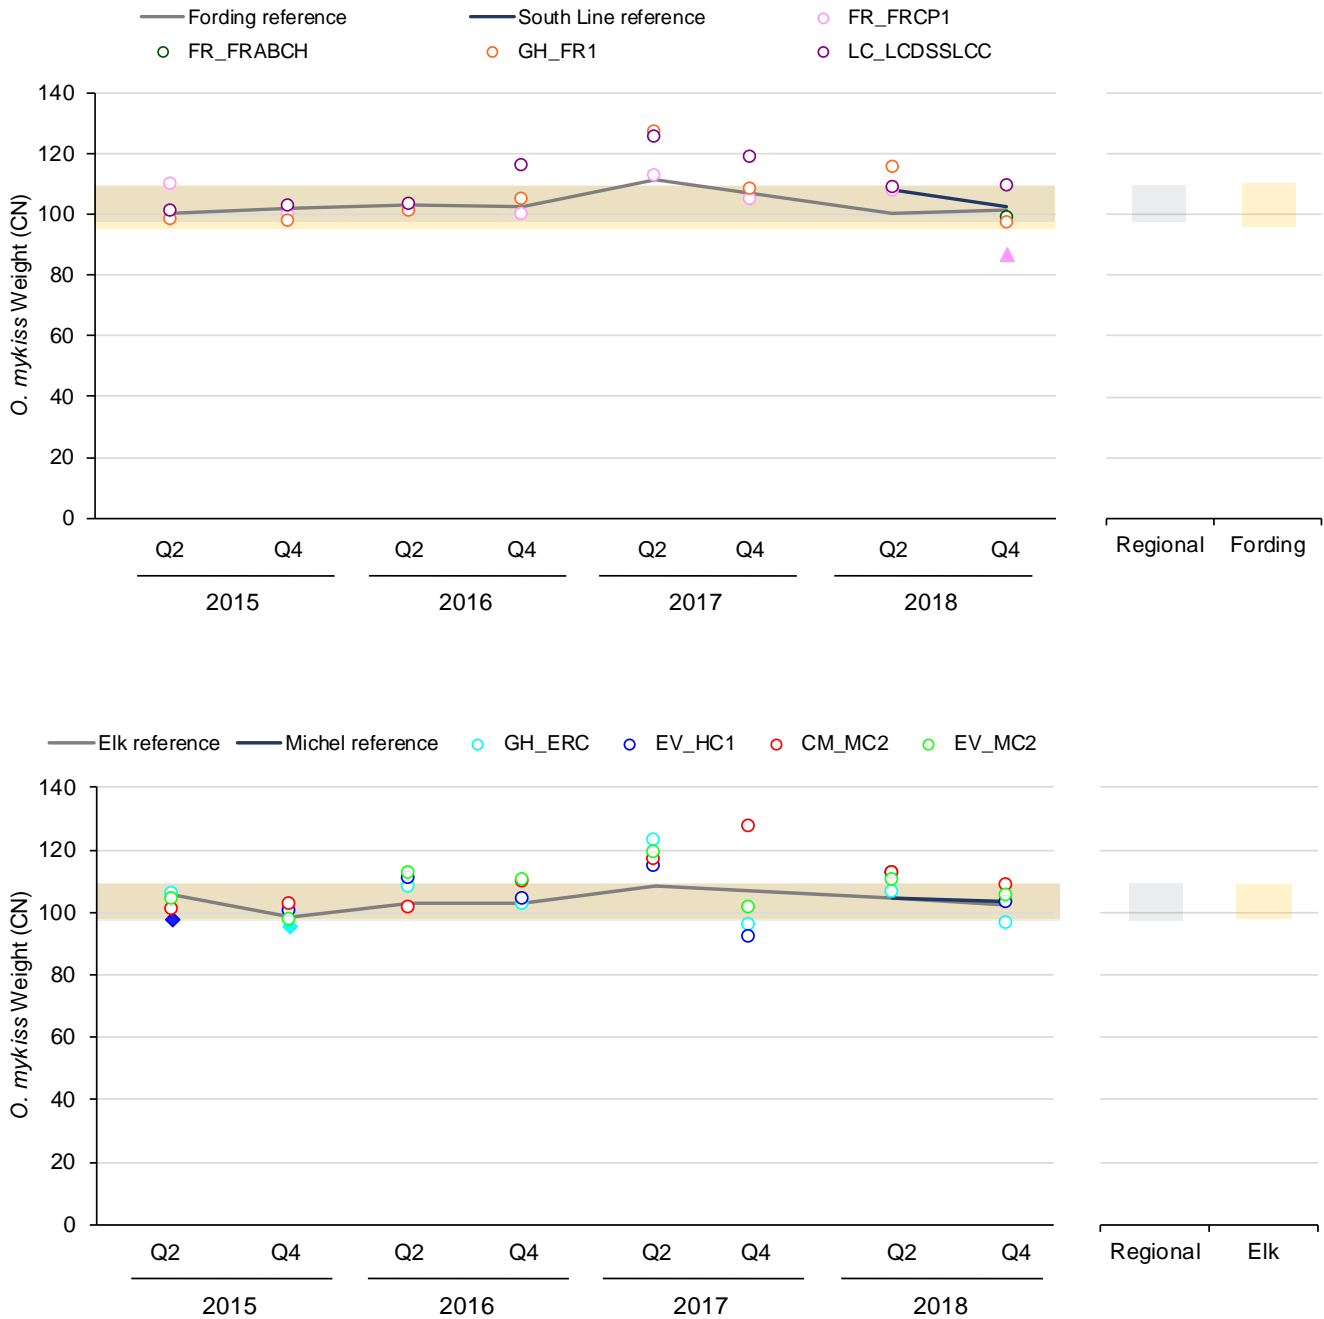 Fording reference South Line reference FR_FRCP1
FR_FRABCH GH_FR1 LC_LCDSSLCC
O. mykiss Weight (CN)
140
120
100
80
60
40
20
0
Q2 Q4 Q2 Q4 Q2 Q4 Q2 Q4 Regional Fording
2015 2016 2017 2018
Elk reference Michel reference GH_ERC EV_HC1 CM_MC2 EV_MC2
O. mykiss Weight (CN)
140
120
100
80
60
40
20
0
Q2 Q4 Q2 Q4 Q2 Q4 Q2 Q4 Regional Elk
2015 2016 2017 2018